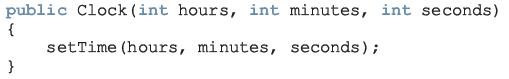 public Clock(int hours, int minutes, int seconds)
{
    setTime(hours, minutes, seconds);
}